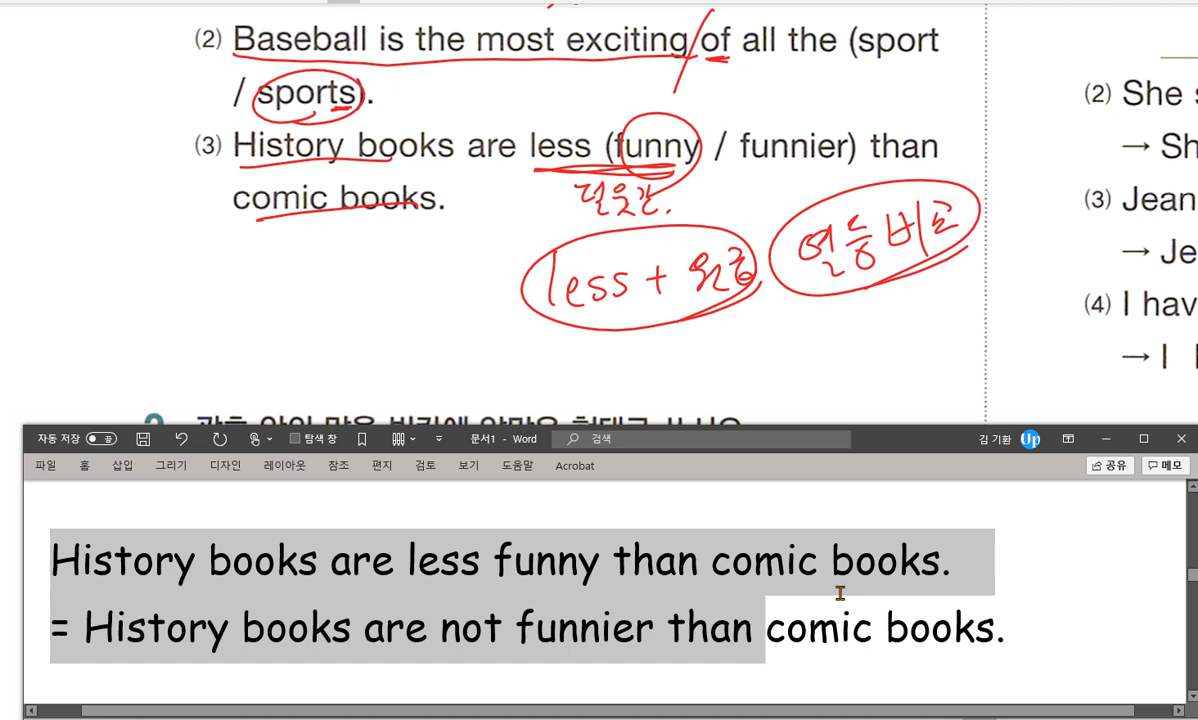 (2) Baseball is the most exciting of all the (sport
/ sports).
(3) History books are less (funny / funnier) than
comic books.
덜 웃긴.
less + 원급
열등 비교
(2) She s
→ Sh
(3) Jean
→ Je
(4) I hav
→ I
자동 저장 끔
탐색 창
문서1 - Word
검색
김 기환
파일 홈 삽입 그리기 디자인 레이아웃 참조 편지 검토 보기 도움말 Acrobat
공유 메모
History books are less funny than comic books.
= History books are not funnier than comic books.